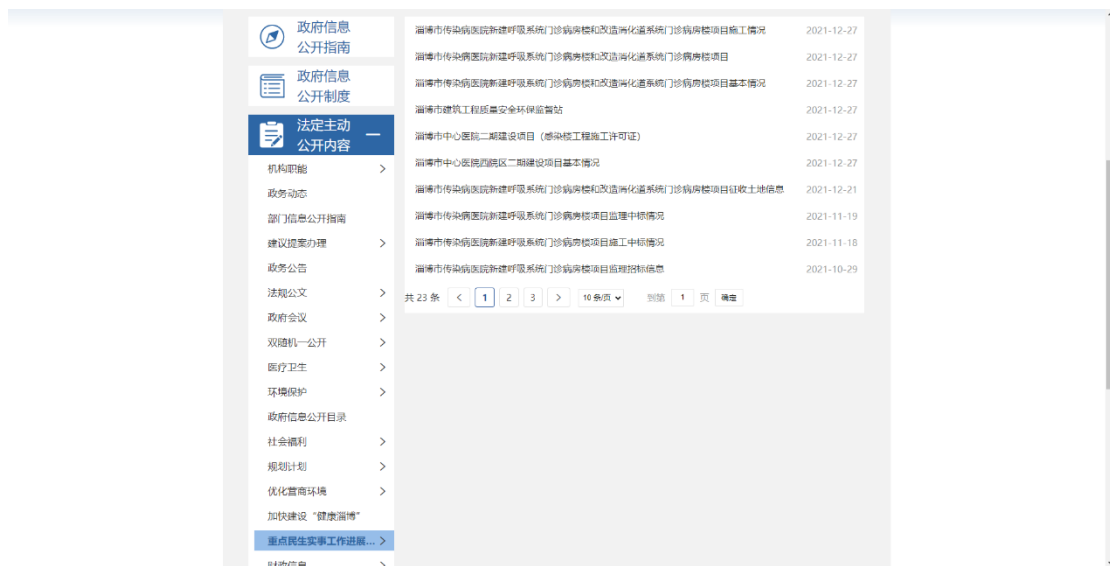 政府信息
公开指南
政府信息
公开制度
法定主动
公开内容
机构职能
政务动态
部门信息公开指南
建议提案办理
政务公告
法规公文
政府会议
双随机一公开
医疗卫生
环境保护
政府信息公开目录
社会福利
规划计划
优化营商环境
加快建设“健康淄博”
重点民生实事工作进展...
财政信息
淄博市传染病医院新建呼吸系统门诊病房楼和改造消化道系统门诊病房楼项目施工情况 2021-12-27
淄博市传染病医院新建呼吸系统门诊病房楼和改造消化道系统门诊病房楼项目 2021-12-27
淄博市传染病医院新建呼吸系统门诊病房楼和改造消化道系统门诊病房楼项目基本情况 2021-12-27
淄博市建筑工程质量安全环保监督站 2021-12-27
淄博市中心医院二期建设项目（感染楼工程施工许可证） 2021-12-27
淄博市中心医院西院区二期建设项目基本情况 2021-12-27
淄博市传染病医院新建呼吸系统门诊病房楼和改造消化道系统门诊病房楼项目征收土地信息 2021-12-21
淄博市传染病医院新建呼吸系统门诊病房楼项目监理中标情况 2021-11-19
淄博市传染病医院新建呼吸系统门诊病房楼项目施工中标情况 2021-11-18
淄博市传染病医院新建呼吸系统门诊病房楼项目监理招标信息 2021-10-29
共 23 条 < 1 2 3 > 10 条/页 到第 1 页 确定